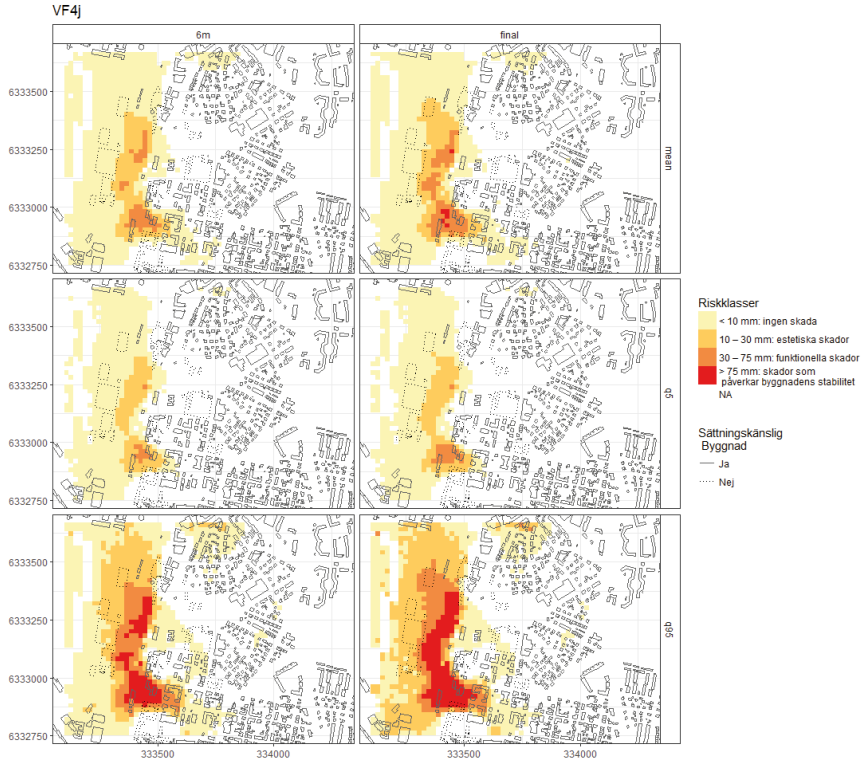 VF4j
6m
final
6333500
6333250
6333000
6332750
mean
6333500
6333250
6333000
6332750
q5
6333500
6333250
6333000
6332750
q95
333500
334000
333500
334000
Riskklasser
< 10 mm: ingen skada
10 – 30 mm: estetiska skador
30 – 75 mm: funktionella skador
> 75 mm: skador som
påverkar byggnadens stabilitet
NA
Sättningskänslig
Byggnad
Ja
Nej